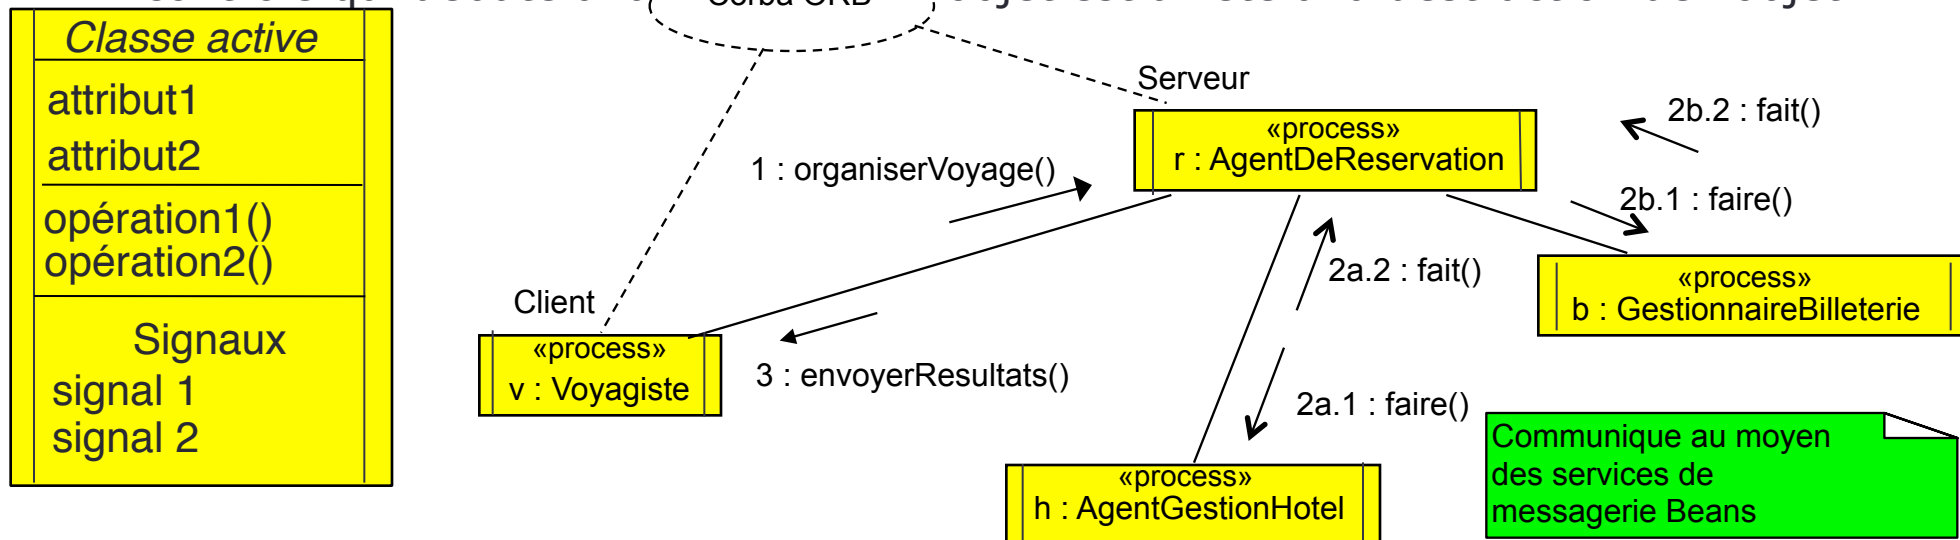 Corba ORB
Classe active
attribut1
attribut2
opération1()
opération2()
Signaux
signal 1
signal 2
Serveur
«process»
r : AgentDeReservation
2b.2 : fait()
1 : organiserVoyage()
2b.1 : faire()
2a.2 : fait()
«process»
b : GestionnaireBilleterie
Client
«process»
v : Voyagiste
3 : envoyerResultats()
2a.1 : faire()
«process»
h : AgentGestionHotel
Communique au moyen
des services de
messagerie Beans